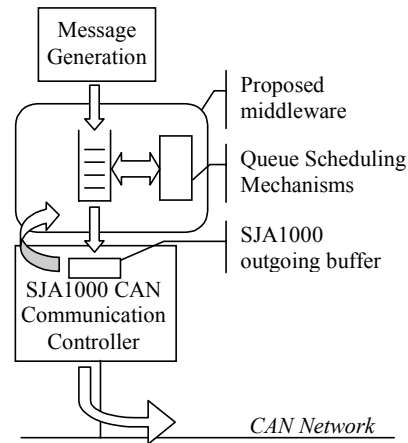 Message
Generation
Proposed
middleware
Queue Scheduling
Mechanisms
SJA1000
outgoing buffer
SJA1000 CAN
Communication
Controller
CAN Network